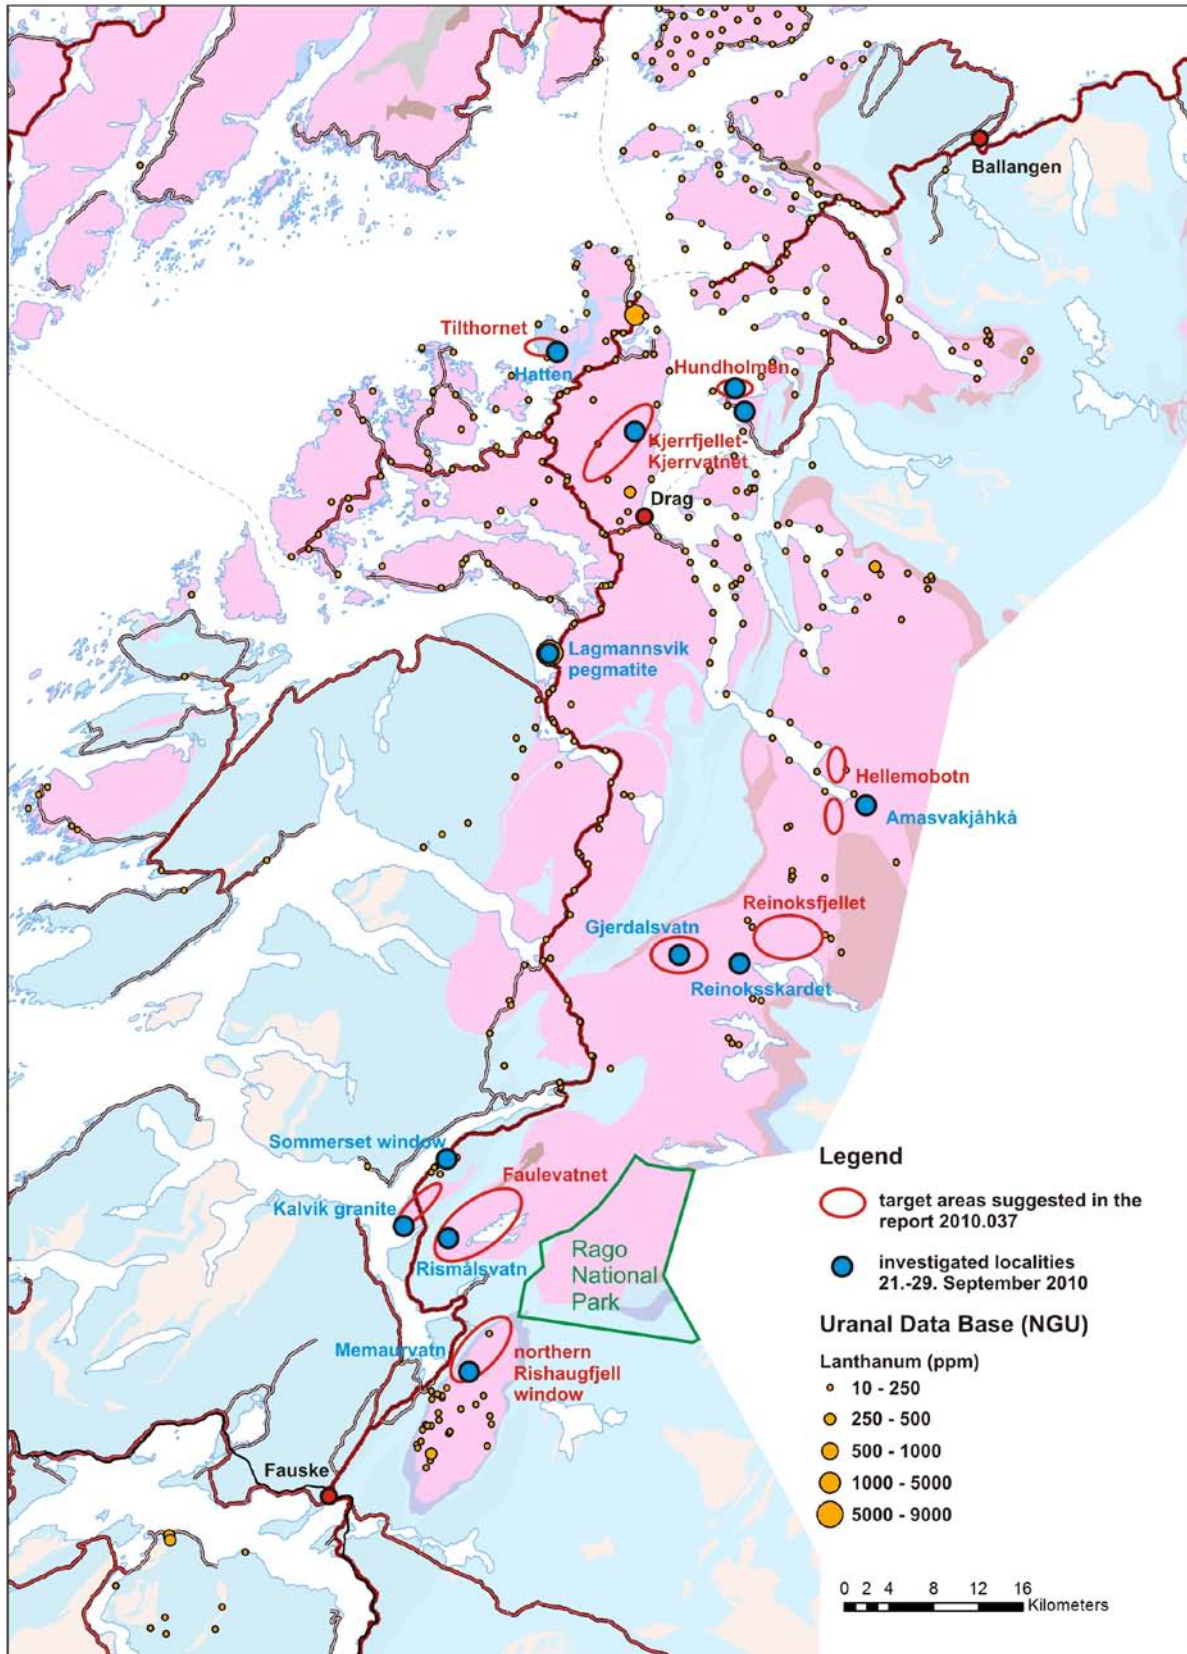 Ballangen
Tilthornet
Hatten
Hundholmen
Kjerrfjellet-
Kjerrvatnet
Drag
Lagmannsvik
pegmatite
Hellemobotn
Amasvakjåhkå
Reinoksfjellet
Gjerdalsvatn
Reinoksskardet
Sommerset window
Faulevatnet
Kalvik granite
Rismålsvatn
Rago
National
Park
Memaurvatn
northern
Rishaugfjell
window
Fauske
Legend
target areas suggested in the
report 2010.037
investigated localities
21.-29. September 2010
Uranal Data Base (NGU)
Lanthanum (ppm)
10 - 250
250 - 500
500 - 1000
1000 - 5000
5000 - 9000
0 2 4 8 12 16
Kilometers